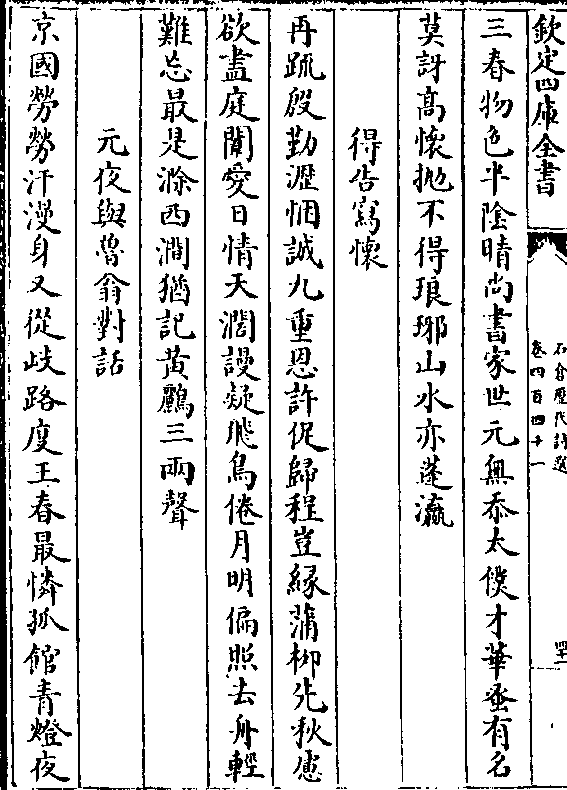 欽定四庫全書
石倉歷代詩選
卷四百四十一
三春物色半陰晴尚書家世元無忝太僕才華蚤有名
莫訝髙懷抛不得琅琊山水亦蓬瀛
得告寫懷
再疏殷勤瀝悃誠九重恩許促歸程豈緣蒲柳先秋慮
欲盡庭闈愛日情天濶謾疑飛鳥倦月明偏照去舟輕
難忘最是滁西澗猶記黃鸝三兩聲
元夜與魯翁對話
京國勞勞汗漫身又從歧路度王春最憐孤館青燈夜